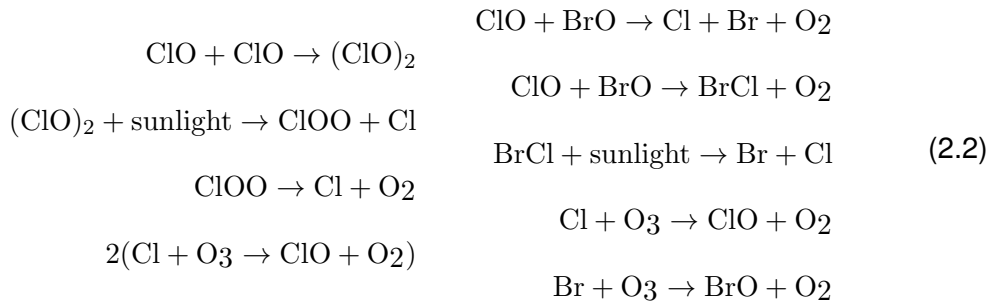 ClO + ClO → (ClO)₂
(ClO)₂ + sunlight → ClOO + Cl
ClOO → Cl + O₂
2(Cl + O₃ → ClO + O₂)
ClO + BrO → Cl + Br + O₂
ClO + BrO → BrCl + O₂
BrCl + sunlight → Br + Cl
Cl + O₃ → ClO + O₂
Br + O₃ → BrO + O₂
(2.2)